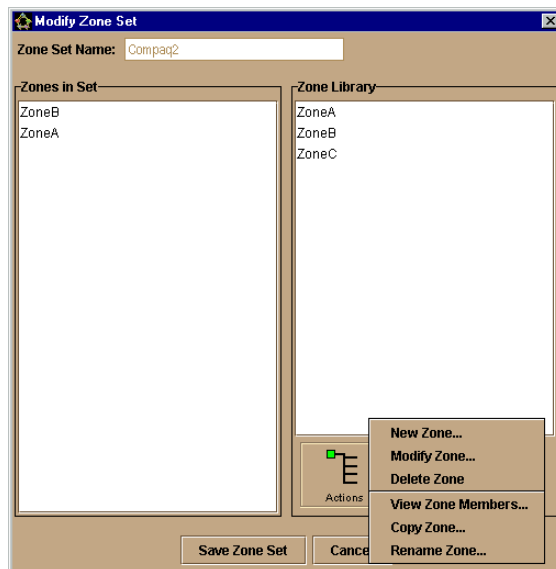 Modify Zone Set
Zone Set Name: Compaq2
Zones in Set
ZoneB
ZoneA
Zone Library
ZoneA
ZoneB
ZoneC
Actions
New Zone...
Modify Zone...
Delete Zone
View Zone Members...
Copy Zone...
Rename Zone...
Save Zone Set
Cance